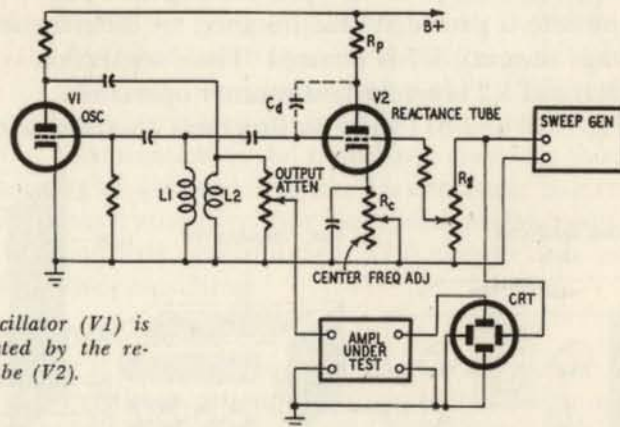 B+
Rp
V1
OSC
Cd
V2
REACTANCE TUBE
SWEEP GEN
L1
L2
OUTPUT
ATTEN
Rc
Rg
CENTER FREQ ADJ
CRT
AMPL
UNDER
TEST
cillator (V1) is
ted by the re-
be (V2).